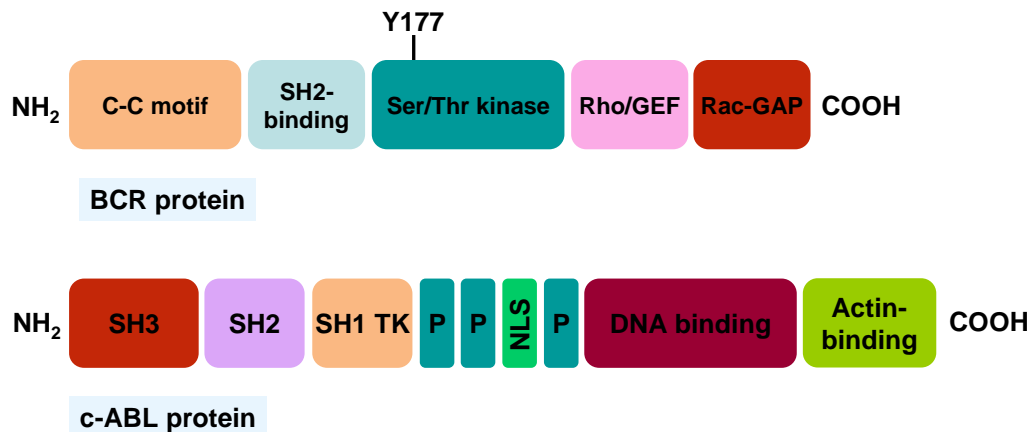 Y177
NH₂ C-C motif SH2-binding Ser/Thr kinase Rho/GEF Rac-GAP COOH
BCR protein
NH₂ SH3 SH2 SH1 TK P P NLS P DNA binding Actin-binding COOH
c-ABL protein